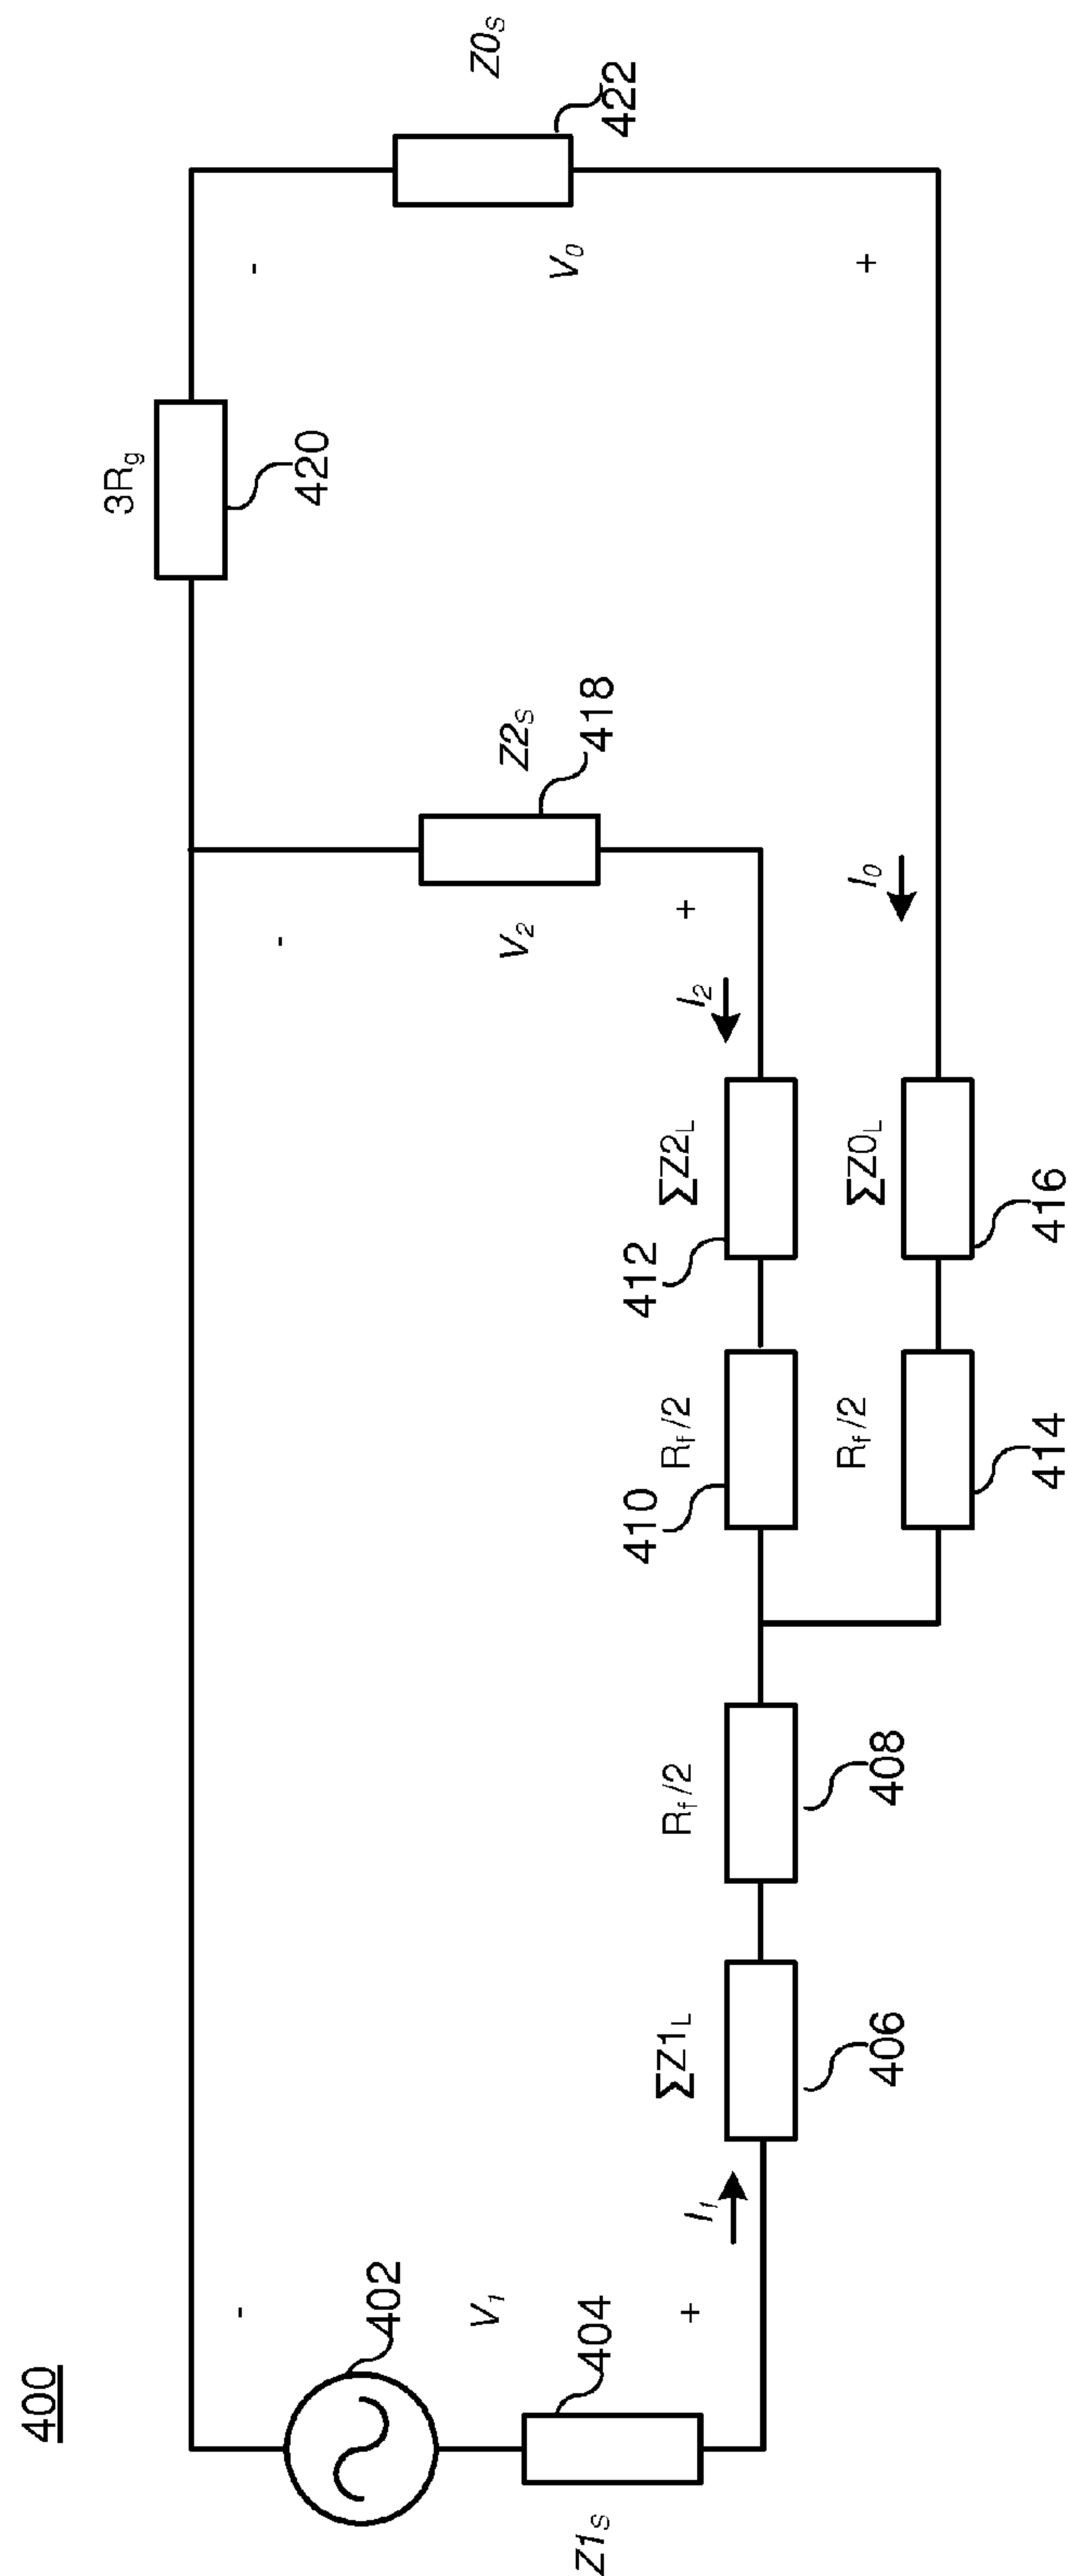 400
402
Z1S
404
-
V1
+
I1
ΣZ1L
406
Rf/2
408
Rf/2
410
ΣZ2L
412
Rf/2
414
ΣZ0L
416
I2
I0
-
V2
+
Z2S
418
3Rg
420
-
V0
+
Z0S
422